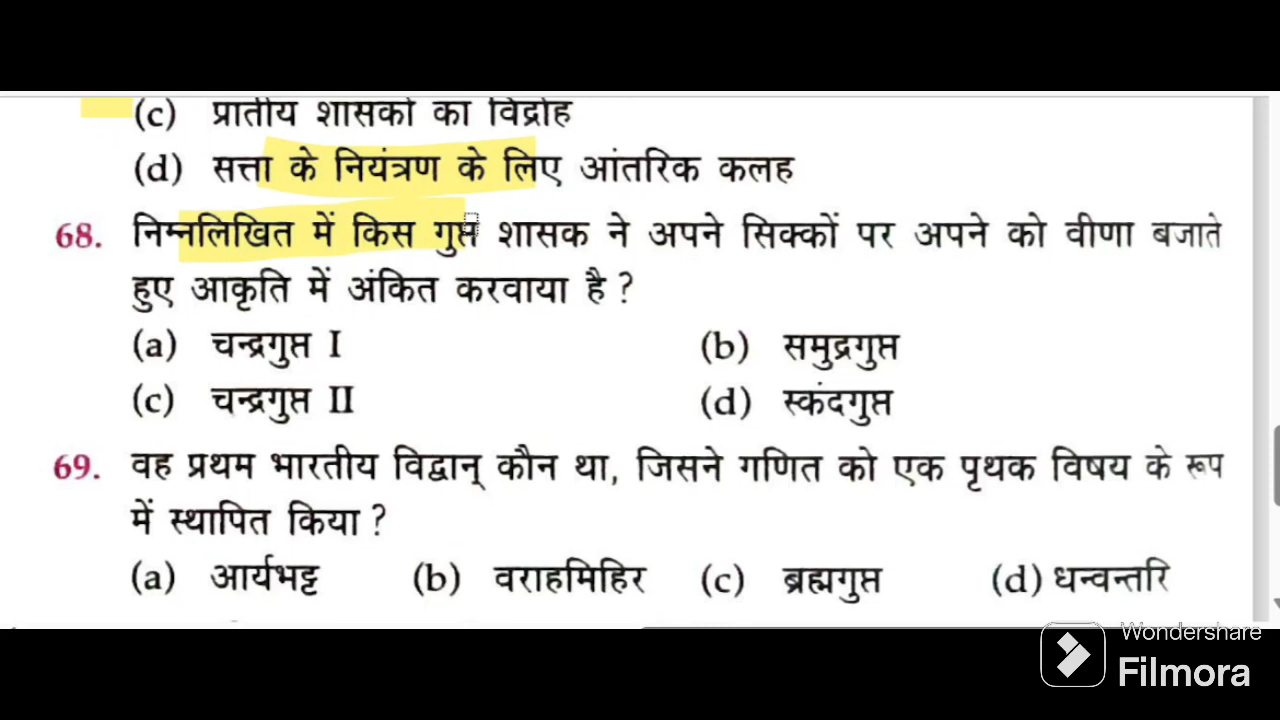 (c) प्रांतीय शासकों का विद्रोह
(d) सत्ता के नियंत्रण के लिए आंतरिक कलह
68. निम्नलिखित में किस गुप्त शासक ने अपने सिक्कों पर अपने को वीणा बजाते
हुए आकृति में अंकित करवाया है ?
(a) चन्द्रगुप्त I (b) समुद्रगुप्त
(c) चन्द्रगुप्त II (d) स्कंदगुप्त
69. वह प्रथम भारतीय विद्वान् कौन था, जिसने गणित को एक पृथक विषय के रूप
में स्थापित किया ?
(a) आर्यभट्ट (b) वराहमिहिर (c) ब्रह्मगुप्त (d) धन्वन्तरि
Wondershare
Filmora